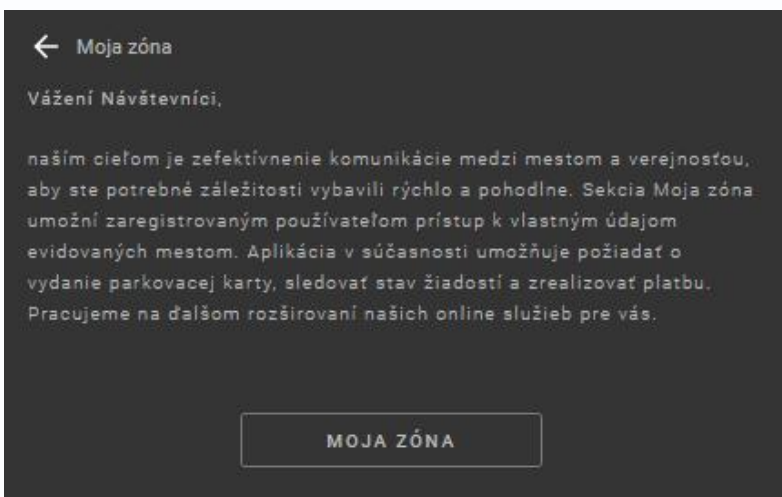 Moja zóna
Vážení Návštevníci,
naším cieľom je zefektívnenie komunikácie medzi mestom a verejnosťou,
aby ste potrebné záležitosti vybavili rýchlo a pohodlne. Sekcia Moja zóna
umožní zaregistrovaným používateľom prístup k vlastným údajom
evidovaných mestom. Aplikácia v súčasnosti umožňuje požiadať o
vydanie parkovacej karty, sledovať stav žiadostí a zrealizovať platbu.
Pracujeme na ďalšom rozširovaní našich online služieb pre vás.
MOJA ZÓNA